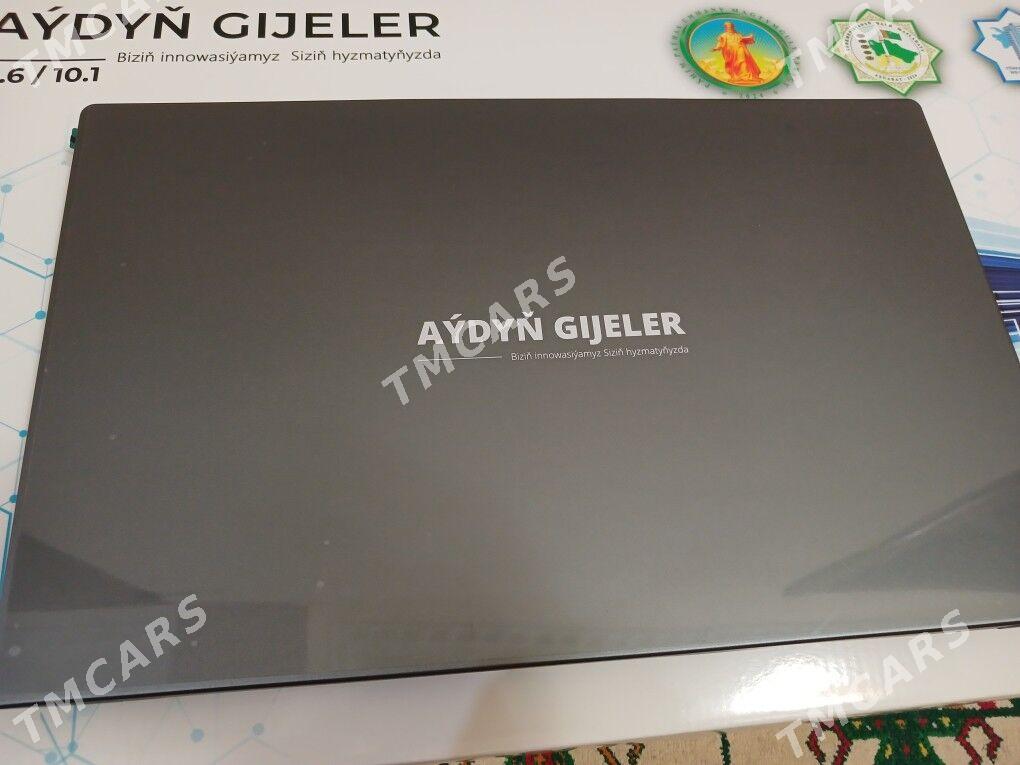 AÝDYŇ GIJELER
Biziň innowasiýamyz Siziň hyzmatyňyzda
.6 / 10.1
AÝDYŇ GIJELER
Biziň innowasiýamyz Siziň hyzmatyňyzda
TMCARS
TMCARS
TMCARS
TMCARS
TMCARS